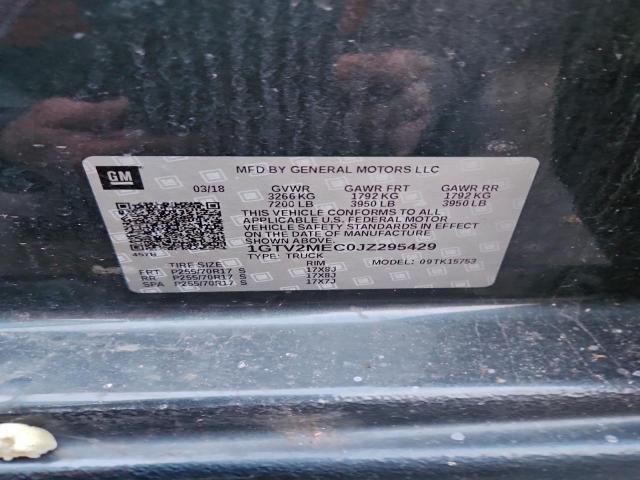 GM
MFD BY GENERAL MOTORS LLC
03/18 GVWR GAWR FRT GAWR RR
3266 KG 1792 KG 1792 KG
7200 LB 3950 LB 3950 LB
THIS VEHICLE CONFORMS TO ALL
APPLICABLE U.S. FEDERAL MOTOR
VEHICLE SAFETY STANDARDS IN EFFECT
ON THE DATE OF MANUFACTURE
SHOWN ABOVE.
1GTV2MEC0JZ295429
TYPE: TRUCK
TIRE SIZE RIM MODEL: 09TK15753
FRT P255/70R17 S 17X8J
RR P255/70R17 S 17X8J
SPA P255/70R17 S 17X7J